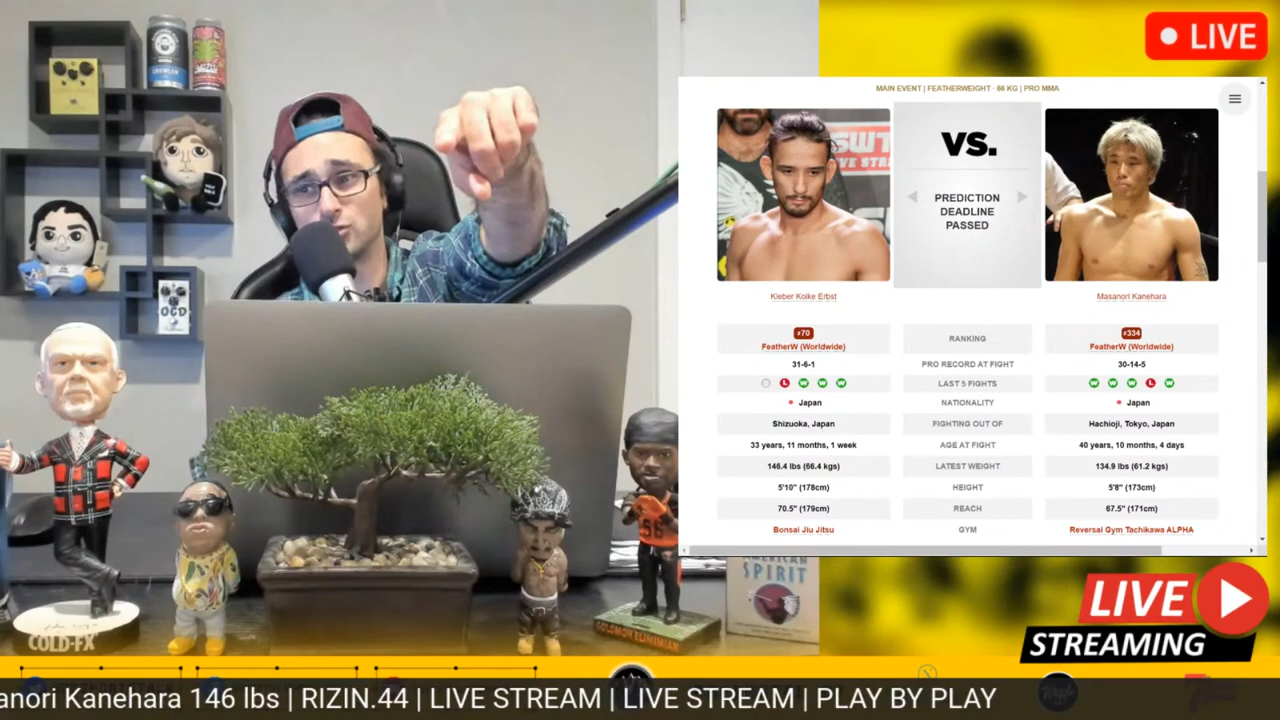 LIVE
MAIN EVENT | FEATHERWEIGHT · 66 KG | PRO MMA
VS.
PREDICTION
DEADLINE
PASSED
Kleber Koike Erbst
Masanori Kanehara
#70
FeatherW (Worldwide)
RANKING
#334
FeatherW (Worldwide)
31-6-1
PRO RECORD AT FIGHT
30-14-5
L W W W
LAST 5 FIGHTS
W W W L W
Japan
NATIONALITY
Japan
Shizuoka, Japan
FIGHTING OUT OF
Hachioji, Tokyo, Japan
33 years, 11 months, 1 week
AGE AT FIGHT
40 years, 10 months, 4 days
146.4 lbs (66.4 kgs)
LATEST WEIGHT
134.9 lbs (61.2 kgs)
5'10" (178cm)
HEIGHT
5'8" (173cm)
70.5" (179cm)
REACH
67.5" (171cm)
Bonsai Jiu Jitsu
GYM
Reversal Gym Tachikawa ALPHA
OCD
COLD-FX
SOLOMON ELIMIMIAN
SPIRIT
LIVE
STREAMING
anori Kanehara 146 lbs | RIZIN.44 | LIVE STREAM | LIVE STREAM | PLAY BY PLAY